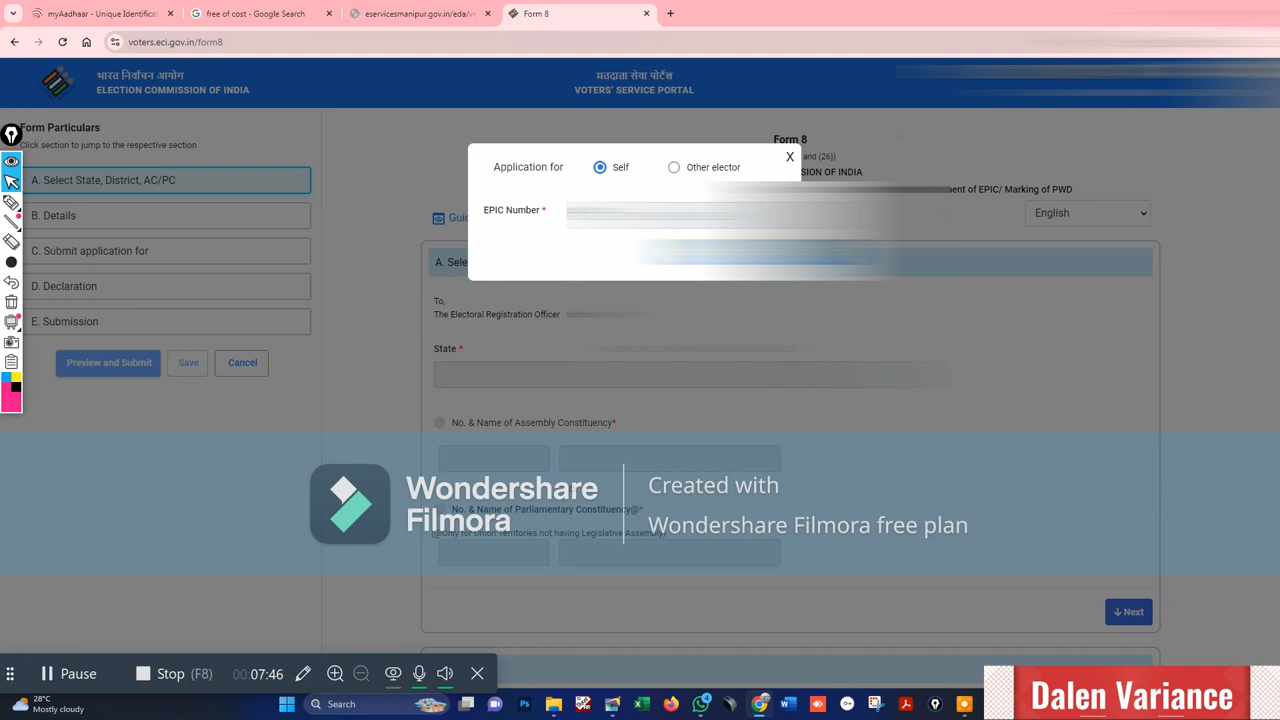 myAadhaar - Unique Identificat
free of cost - Google Search
eservicesmanipur.gov.in/eda/v
Form 8
voters.eci.gov.in/form8
भारत निर्वाचन आयोग
ELECTION COMMISSION OF INDIA
मतदाता सेवा पोर्टल
VOTERS' SERVICE PORTAL
Form Particulars
Click section to jump to the respective section
A. Select State, District, AC/PC
B. Details
C. Submit application for
D. Declaration
E. Submission
Preview and Submit
Save
Cancel
Form 8
and (26))
SION OF INDIA
ment of EPIC/ Marking of PWD
Application for
Self
Other elector
X
EPIC Number *
Guid
English
A. Sele
To,
The Electoral Registration Officer
State *
No. & Name of Assembly Constituency*
No. & Name of Parliamentary Constituency@*
(@Only for Union Territories not having Legislative Assembly)
Next
Wondershare
Filmora
Created with
Wondershare Filmora free plan
Pause
Stop (F8)
00:07:46
28°C
Mostly cloudy
Search
Dalen Variance